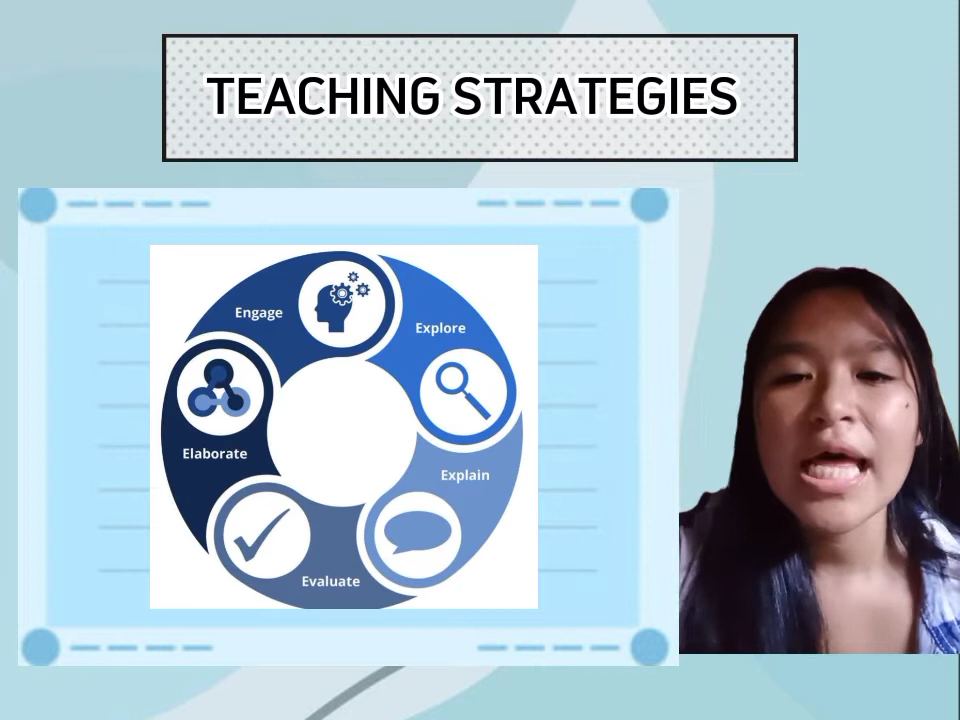 TEACHING STRATEGIES
Engage
Explore
Elaborate
Explain
Evaluate